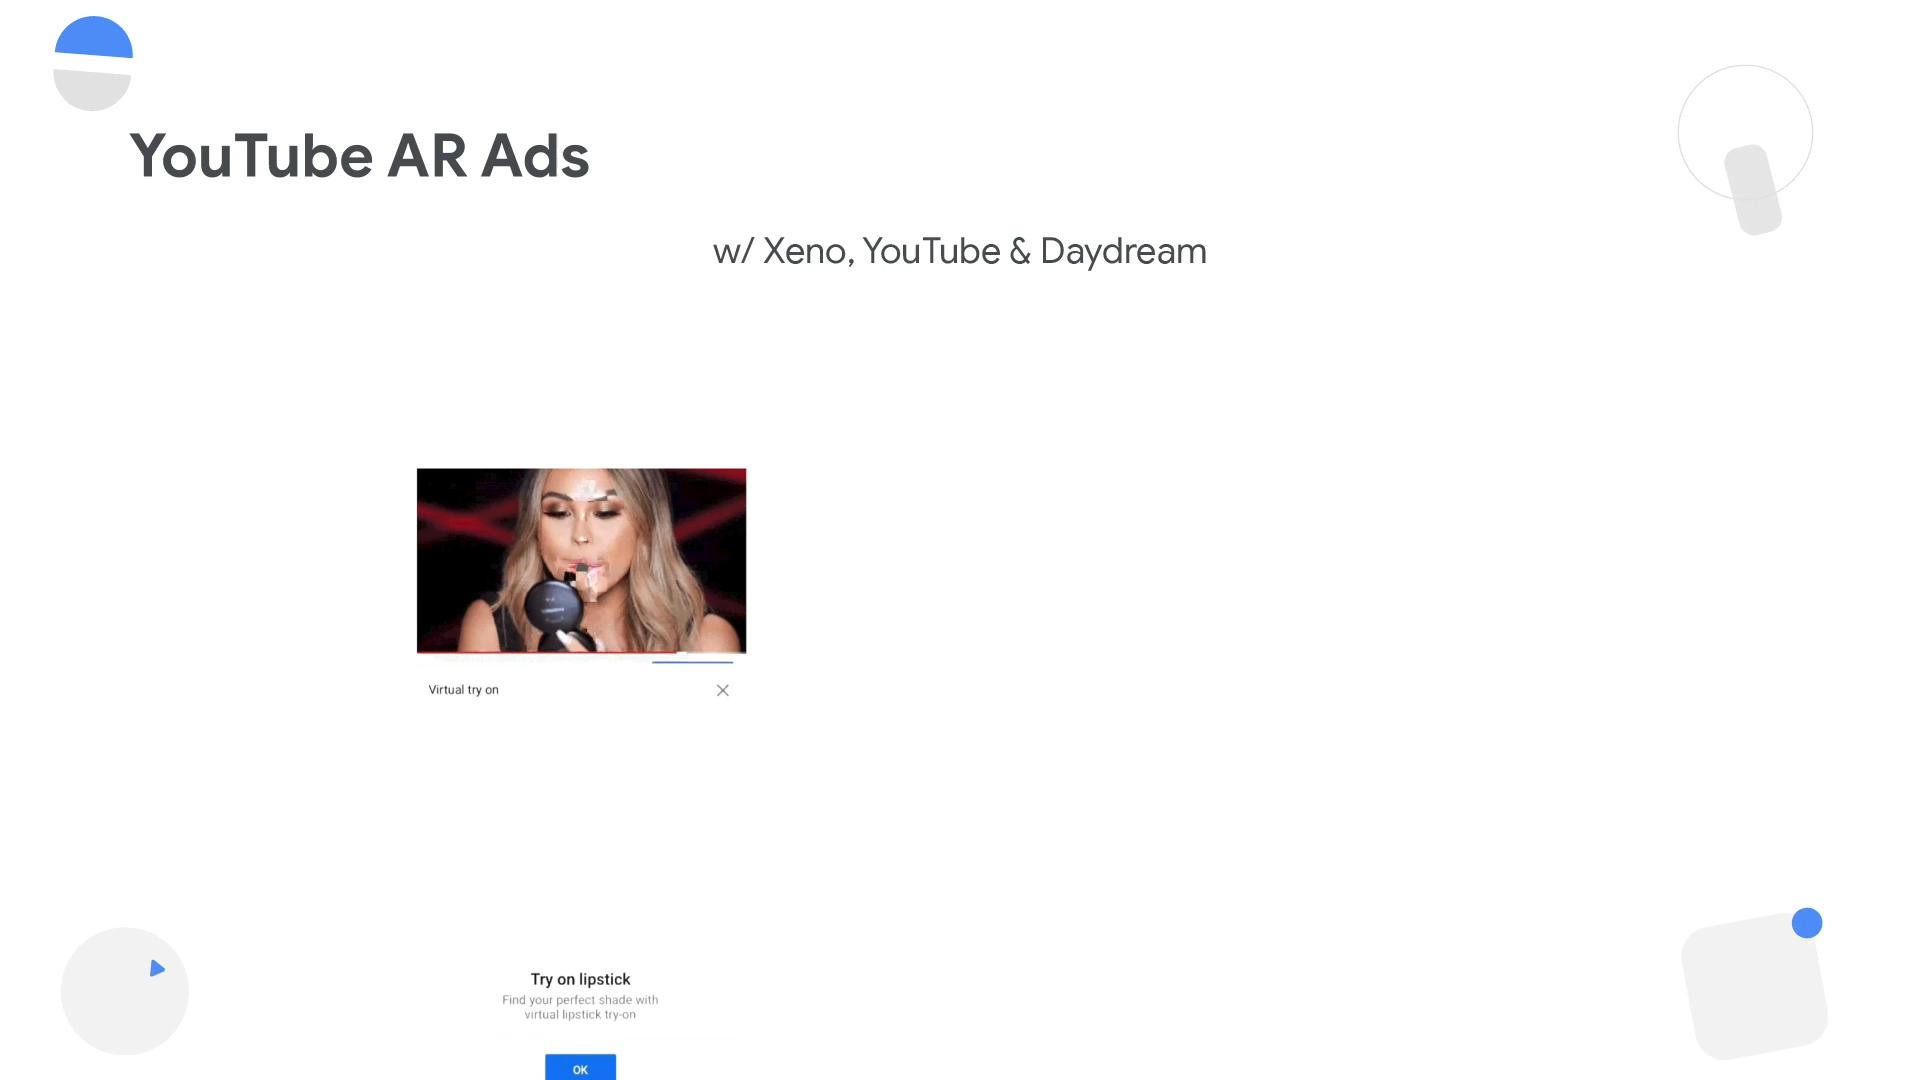 YouTube AR Ads
w/ Xeno, YouTube & Daydream
Virtual try on
Try on lipstick
Find your perfect shade with
virtual lipstick try-on
OK